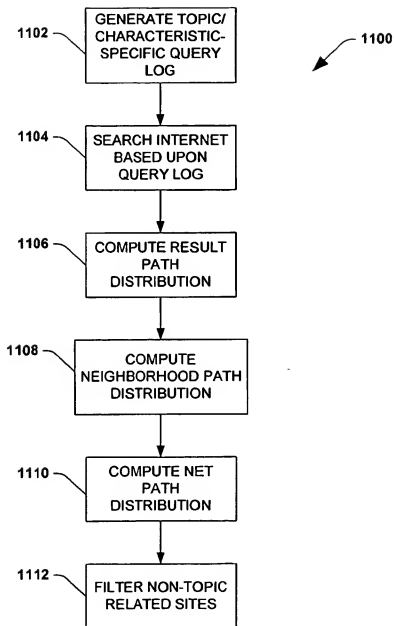 1102
GENERATE TOPIC/
CHARACTERISTIC-
SPECIFIC QUERY
LOG
1100
1104
SEARCH INTERNET
BASED UPON
QUERY LOG
1106
COMPUTE RESULT
PATH
DISTRIBUTION
1108
COMPUTE
NEIGHBORHOOD PATH
DISTRIBUTION
1110
COMPUTE NET
PATH
DISTRIBUTION
1112
FILTER NON-TOPIC
RELATED SITES